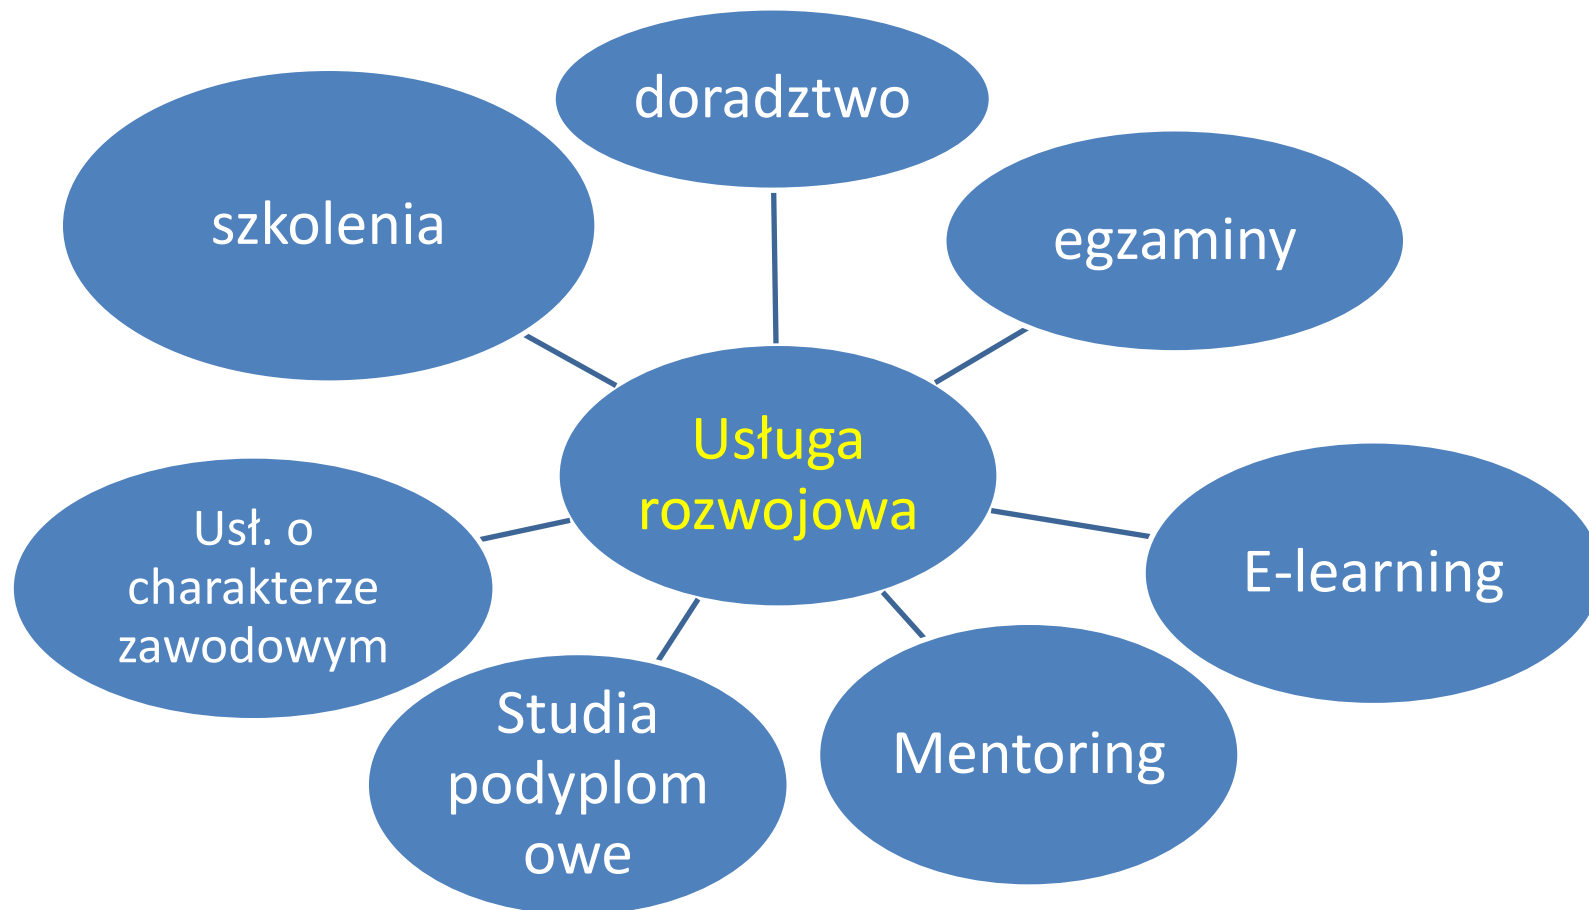 doradztwo
szkolenia
egzaminy
Usługa
rozwojowa
Usł. o
charakterze
zawodowym
E-learning
Studia
podyplom
owe
Mentoring